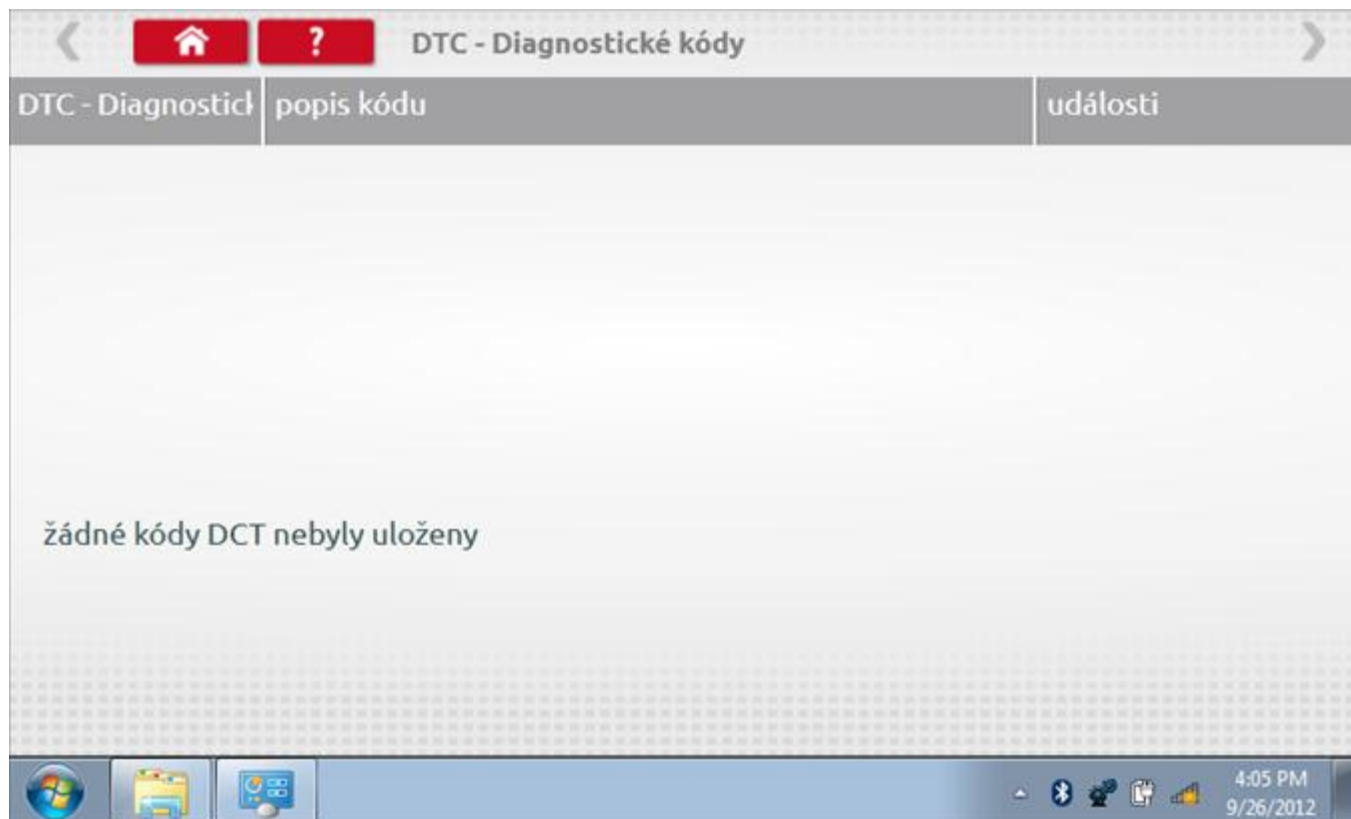 ? DTC - Diagnostické kódy
DTC - Diagnostick popis kódu události
žádné kódy DCT nebyly uloženy
4:05 PM
9/26/2012